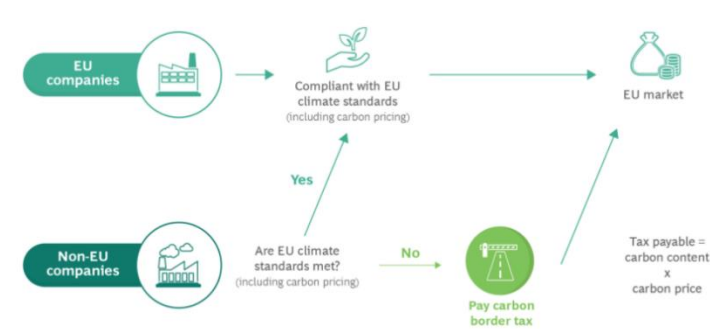 EU
companies
Compliant with EU
climate standards
(including carbon pricing)
EU market
Yes
Non-EU
companies
Are EU climate
standards met?
(including carbon pricing)
No
Pay carbon
border tax
Tax payable =
carbon content
x
carbon price